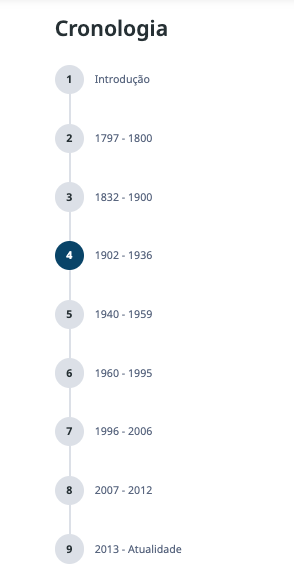 Cronologia
1 Introdução
2 1797 - 1800
3 1832 - 1900
4 1902 - 1936
5 1940 - 1959
6 1960 - 1995
7 1996 - 2006
8 2007 - 2012
9 2013 - Atualidade